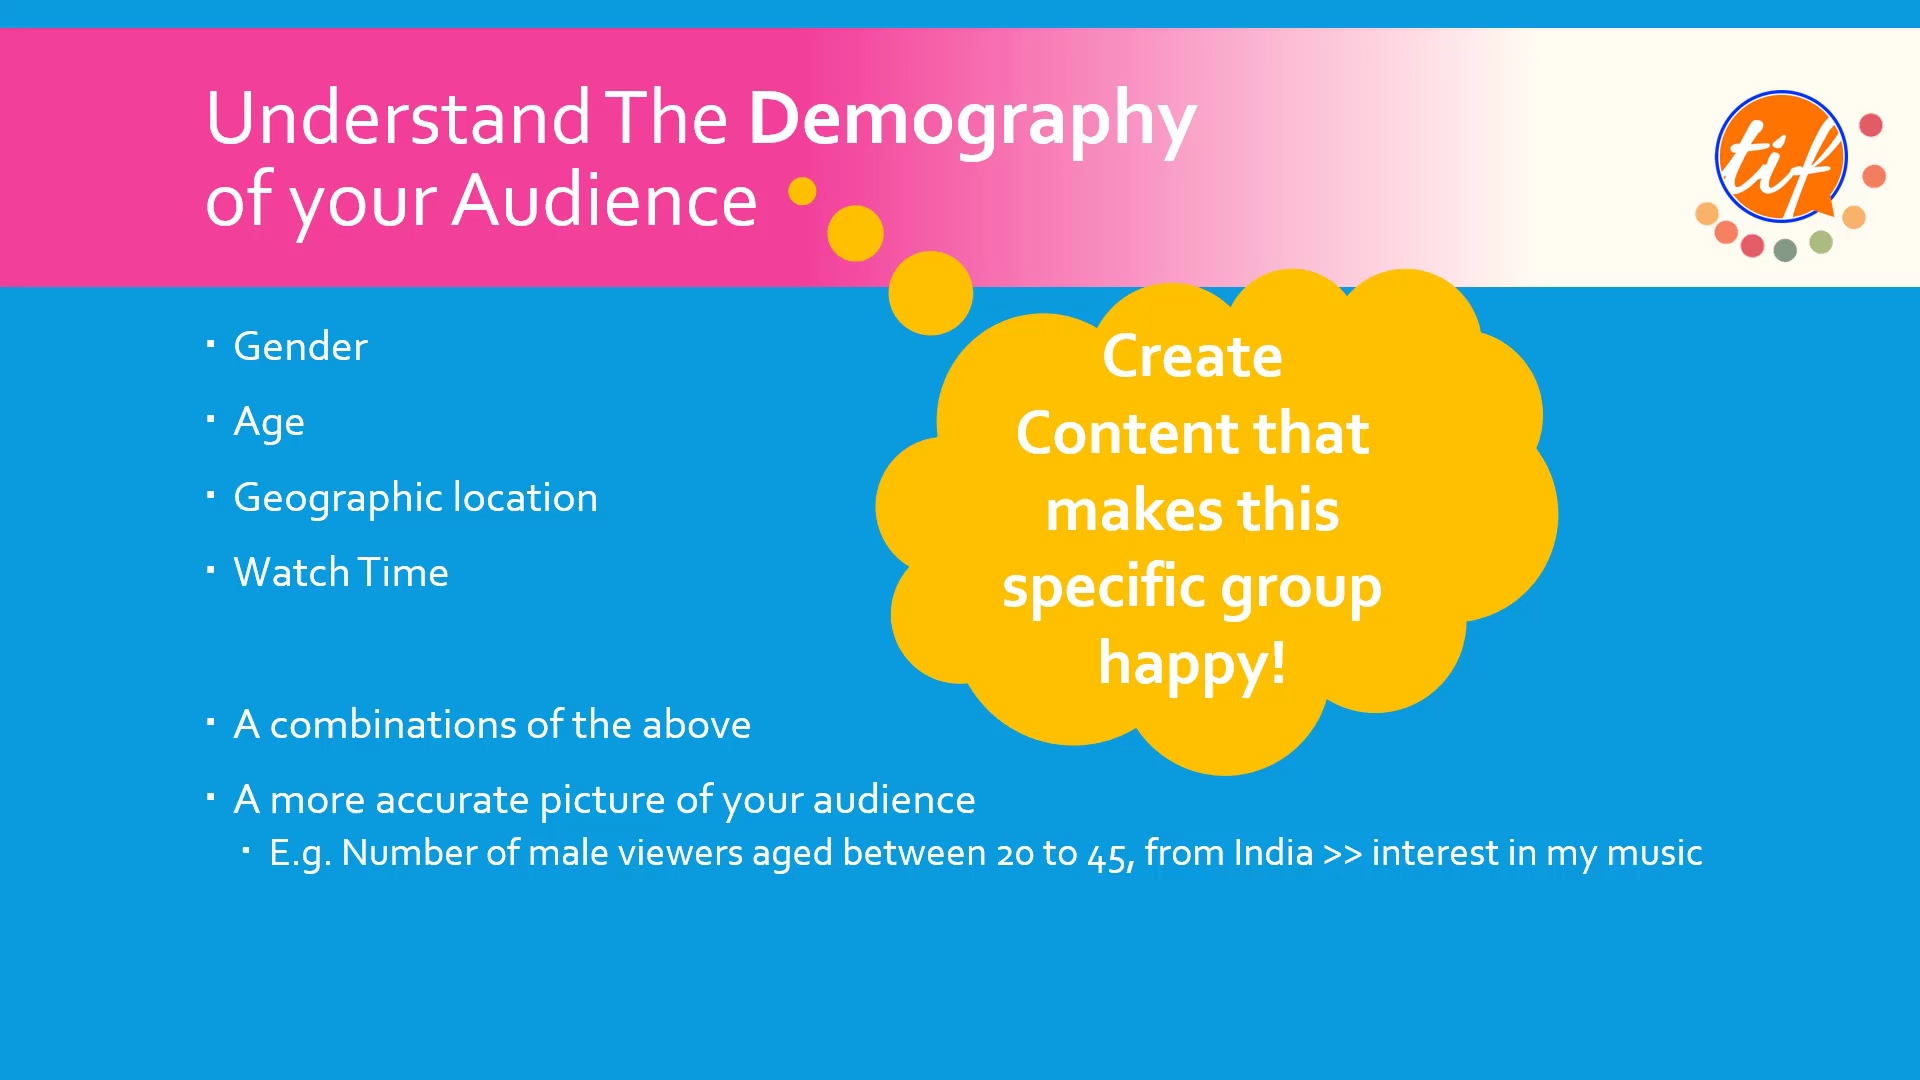 Understand The Demography
of your Audience
tif
Gender
Age
Geographic location
Watch Time
A combinations of the above
A more accurate picture of your audience
E.g. Number of male viewers aged between 20 to 45, from India >> interest in my music
Create
Content that
makes this
specific group
happy!